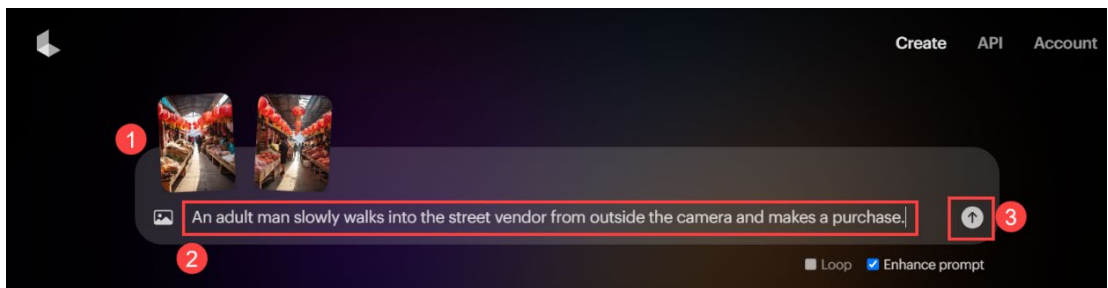 Create API Account
1
An adult man slowly walks into the street vendor from outside the camera and makes a purchase.
3
2
Loop Enhance prompt